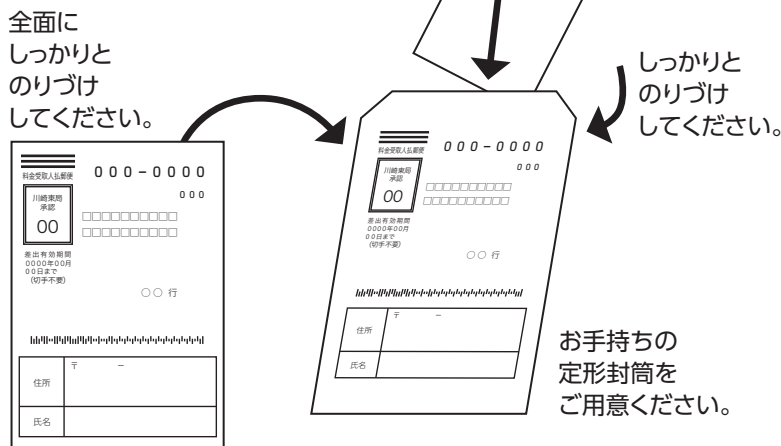 全面に
しっかりと
のりづけ
してください。
しっかりと
のりづけ
してください。
料金受取人払郵便
000-0000
000
川崎東局
承認
00
□□□□□□□□□□
□□□□□□□□□□
差出有効期間
0000年00月
00日まで
(切手不要)
○○ 行
〒 -
住所
氏名
料金受取人払郵便
000-0000
000
川崎東局
承認
00
□□□□□□□□□□
□□□□□□□□□□
差出有効期間
0000年00月
00日まで
(切手不要)
○○ 行
〒 -
住所
氏名
お手持ちの
定形封筒を
ご用意ください。